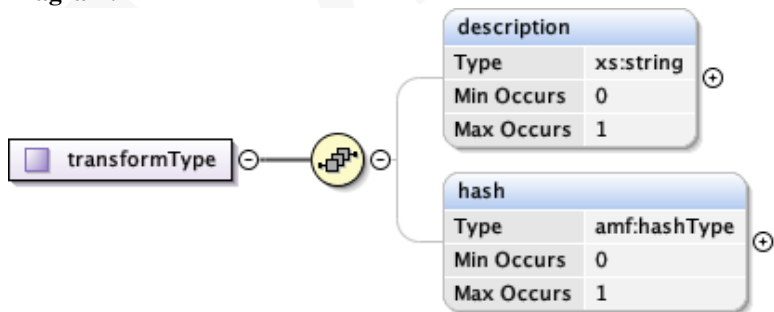 transformType
description
Type xs:string
Min Occurs 0
Max Occurs 1
hash
Type amf:hashType
Min Occurs 0
Max Occurs 1